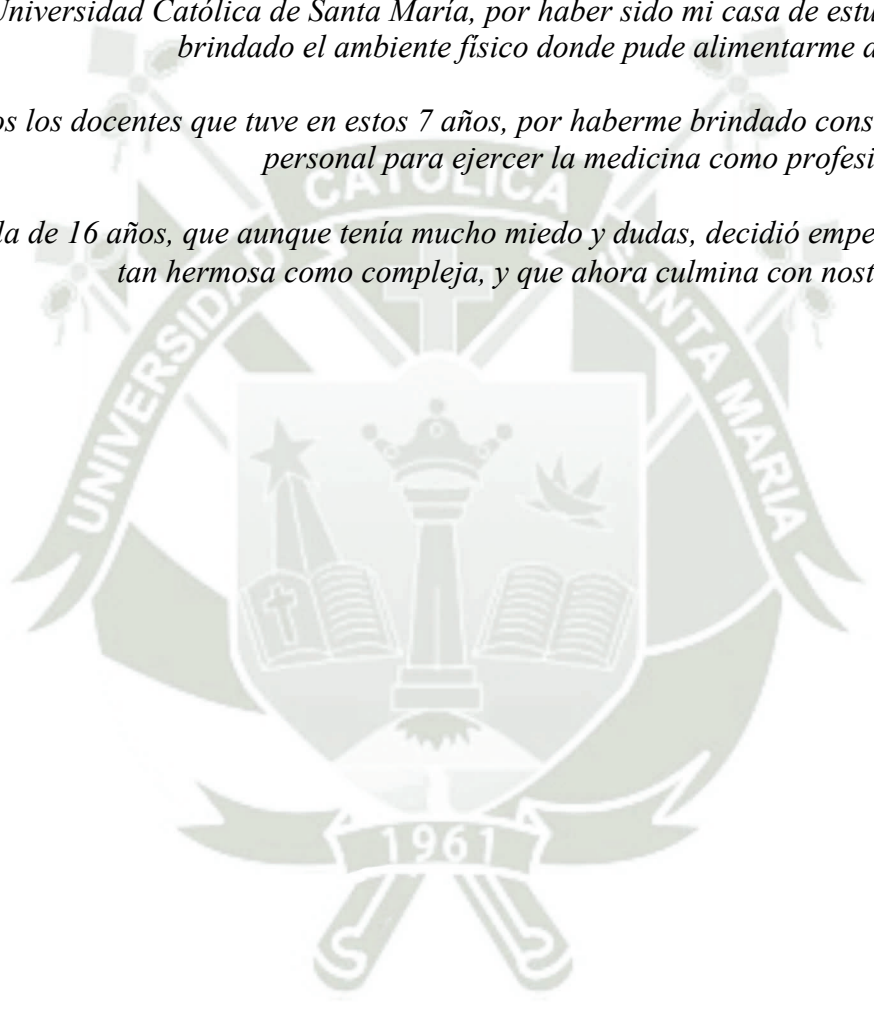 Universidad Católica de Santa María, por haber sido mi casa de estu
brindado el ambiente físico donde pude alimentarme
os los docentes que tuve en estos 7 años, por haberme brindado cons
personal para ejercer la medicina como profesi
la de 16 años, que aunque tenía mucho miedo y dudas, decidió empe
tan hermosa como compleja, y que ahora culmina con nost
UNIVERSIDAD CATOLICA SANTA MARIA
1961